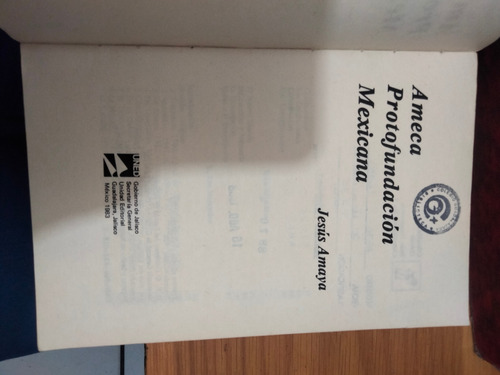 Ameca
Protofundación
Mexicana
Jesús Amaya
UNED
Gobierno de Jalisco
Secretaría General
Unidad Editorial
Guadalajara, Jalisco
México 1983